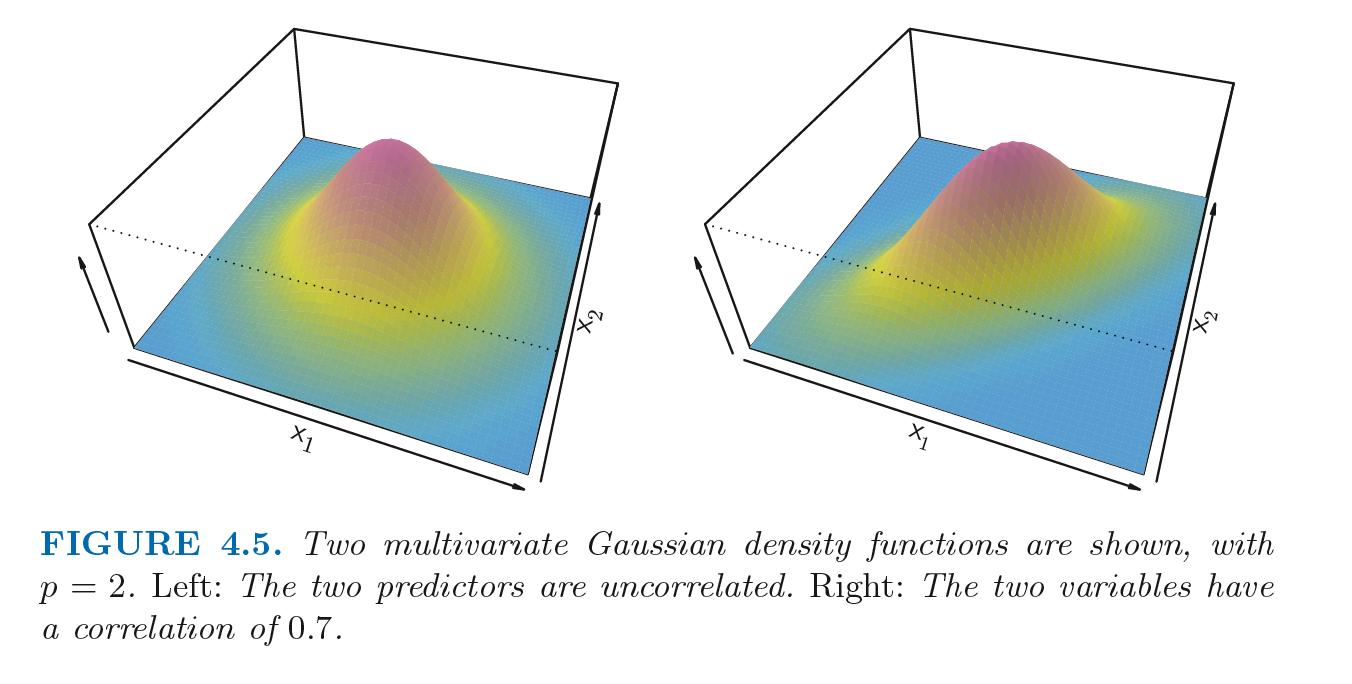 x₂
x₁
x₂
x₁
FIGURE 4.5. Two multivariate Gaussian density functions are shown, with
p = 2. Left: The two predictors are uncorrelated. Right: The two variables have
a correlation of 0.7.